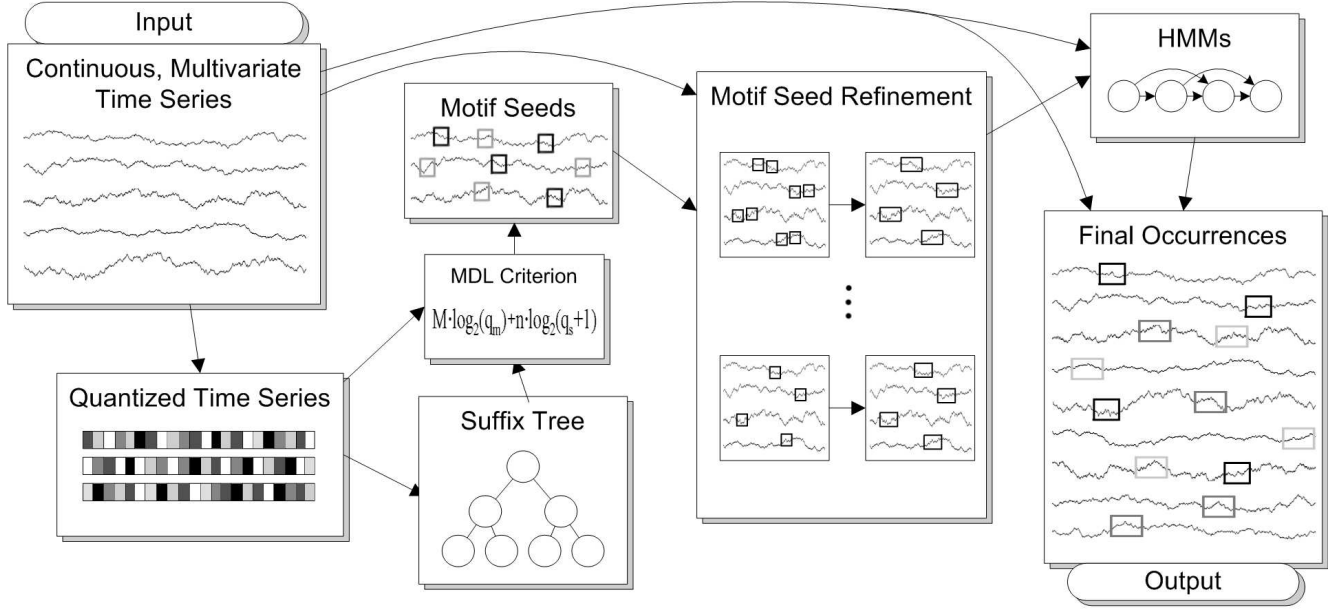 Input
Continuous, Multivariate
Time Series
Motif Seeds
MDL Criterion
M·log₂(qₘ)+n·log₂(qₛ+1)
Quantized Time Series
Suffix Tree
Motif Seed Refinement
HMMs
Final Occurrences
Output